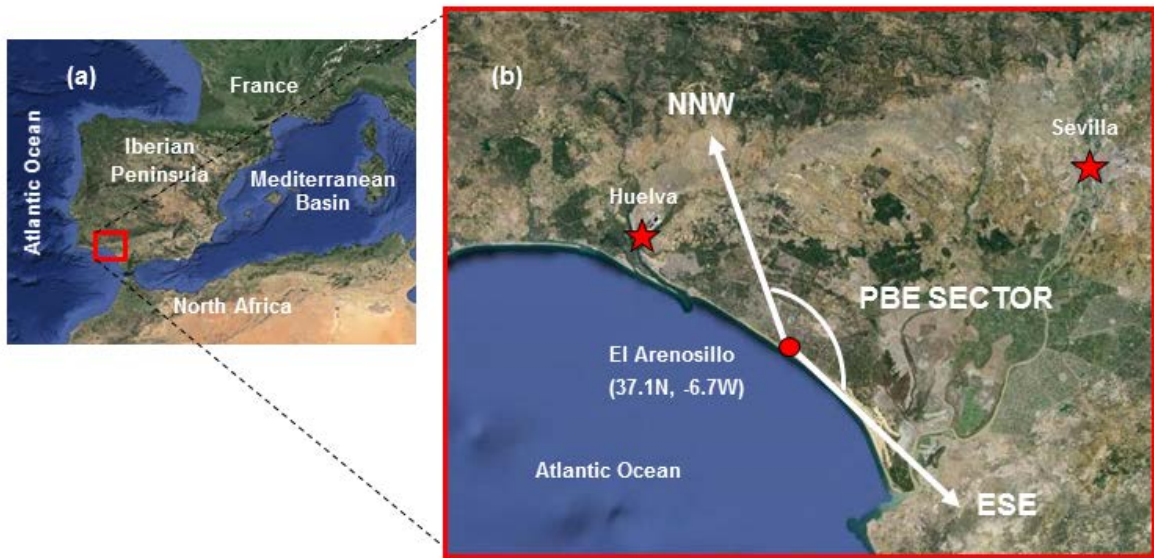 (a)
France
Atlantic Ocean
Iberian
Peninsula
Mediterranean
Basin
North Africa
(b)
NNW
Sevilla
Huelva
PBE SECTOR
El Arenosillo
(37.1N, -6.7W)
Atlantic Ocean
ESE